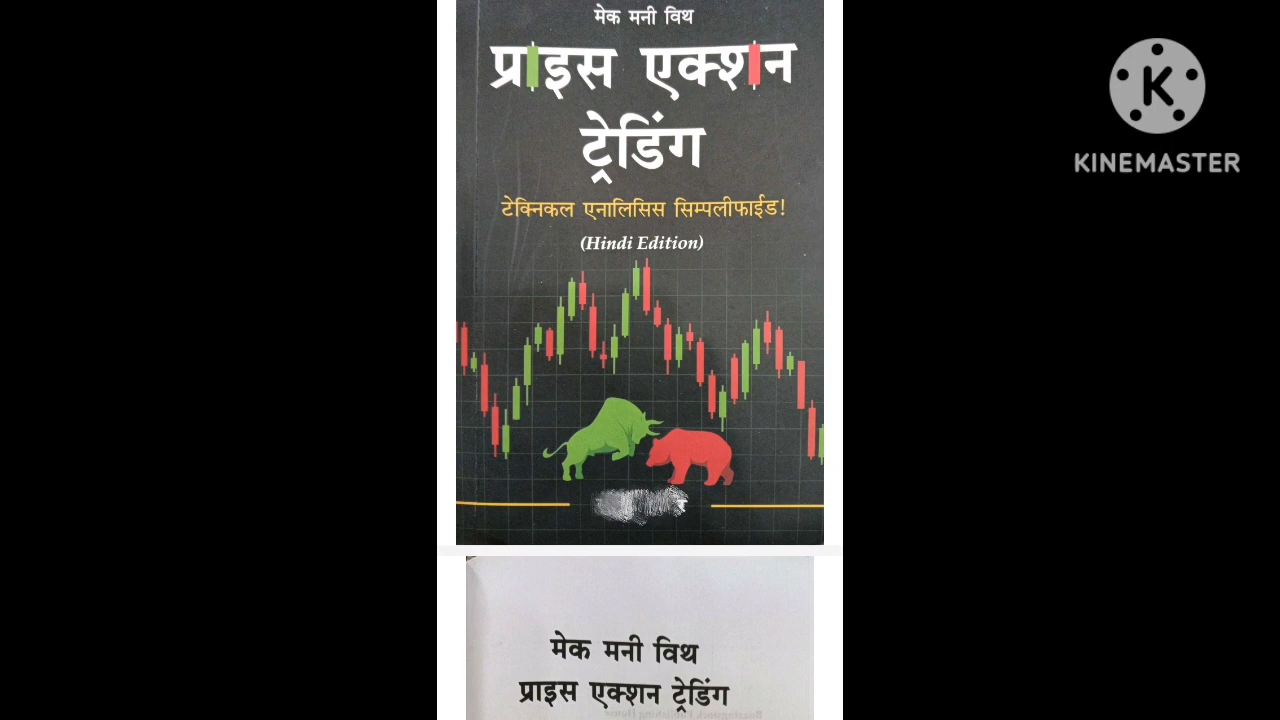 मेक मनी विथ
प्राइस एक्शन
ट्रेडिंग
टेक्निकल एनालिसिस सिम्पलीफाईड!
(Hindi Edition)
मेक मनी विथ
प्राइस एक्शन ट्रेडिंग
K
KINEMASTER